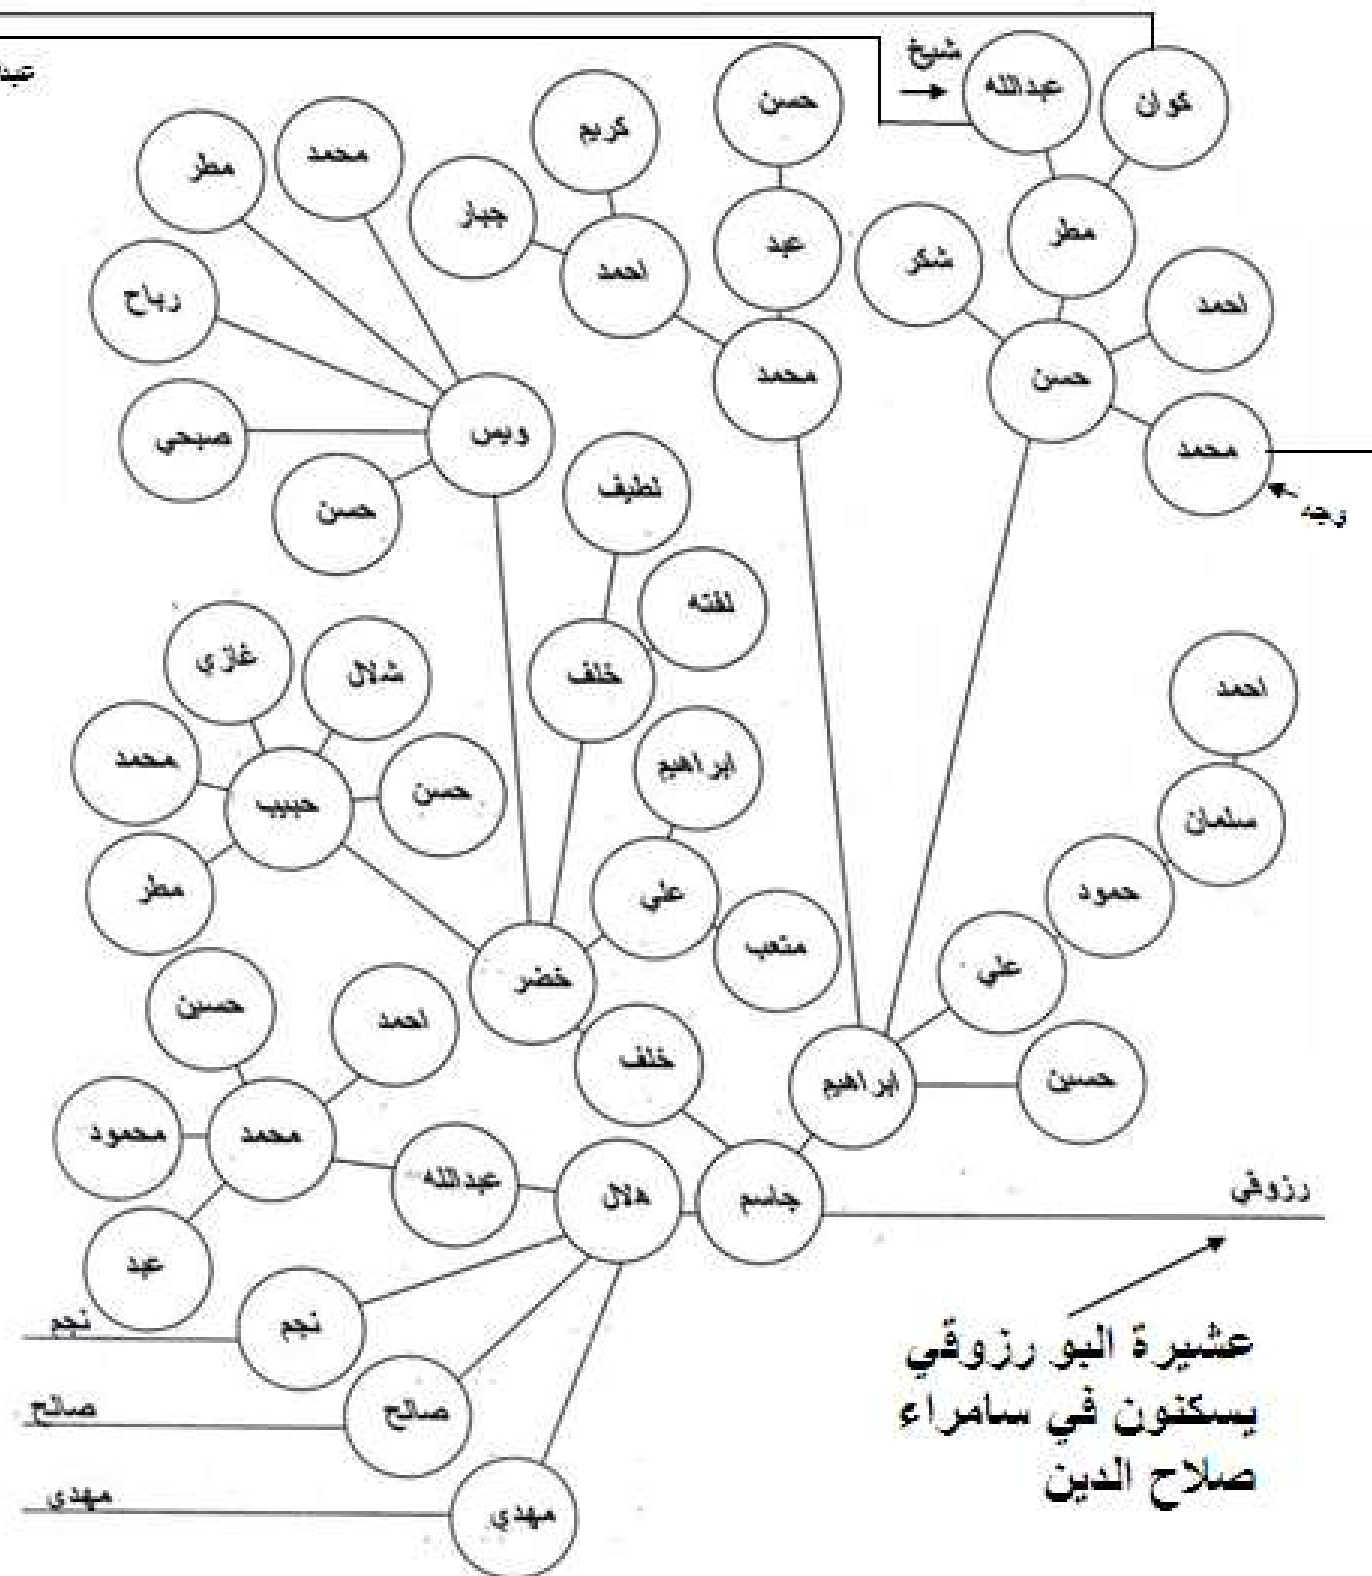 شيخ
عبدالله
كوان
حسن
كريم
محمد
مطر
جبار
عبد
شكر
مطر
احمد
رباح
احمد
محمد
حسن
محمد
صبحي
ويس
حسن
لطيف
لفته
خلف
غازي
شلال
محمد
حبيب
حسن
ابراهيم
احمد
سلمان
مطر
علي
حمود
متعب
علي
خضر
حسين
احمد
خلف
ابراهيم
حسين
محمود
محمد
عبدالله
هلال
جاسم
رزوقي
عبد
نجم
نجم
عشيرة البو رزوقي
يسكنون في سامراء
صلاح الدين
صالح
صالح
مهدي
مهدي